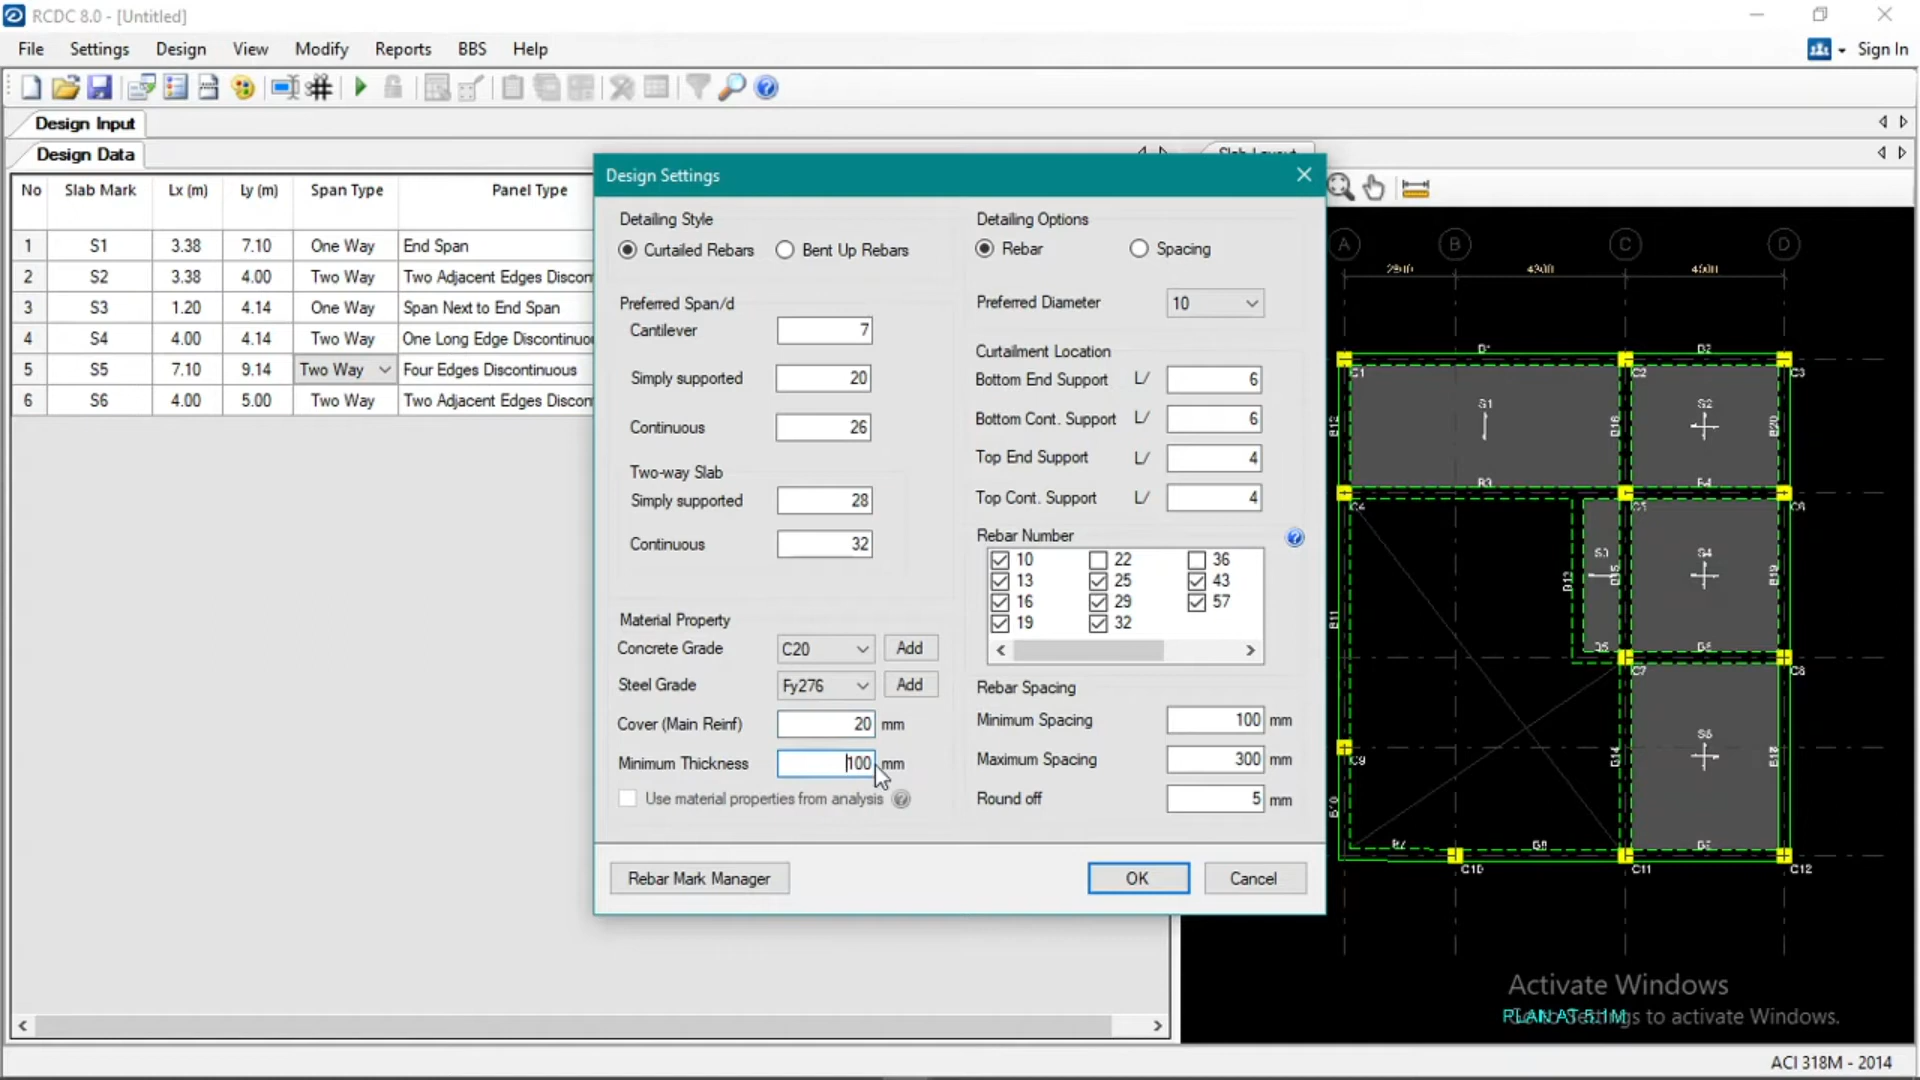 RCDC 8.0 - [Untitled]
File Settings Design View Modify Reports BBS Help Sign In
Design Input
Design Data
No Slab Mark Lx (m) Ly (m) Span Type Panel Type
1 S1 3.38 7.10 One Way End Span
2 S2 3.38 4.00 Two Way Two Adjacent Edges Discon
3 S3 1.20 4.14 One Way Span Next to End Span
4 S4 4.00 4.14 Two Way One Long Edge Discontinuo
5 S5 7.10 9.14 Two Way Four Edges Discontinuous
6 S6 4.00 5.00 Two Way Two Adjacent Edges Discon
Design Settings
Detailing Style
Curtailed Rebars Bent Up Rebars
Preferred Span/d
Cantilever 7
Simply supported 20
Continuous 26
Two-way Slab
Simply supported 28
Continuous 32
Material Property
Concrete Grade C20 Add
Steel Grade Fy276 Add
Cover (Main Reinf) 20 mm
Minimum Thickness 100 mm
Use material properties from analysis
Detailing Options
Rebar Spacing
Preferred Diameter 10
Curtailment Location
Bottom End Support L/ 6
Bottom Cont. Support L/ 6
Top End Support L/ 4
Top Cont. Support L/ 4
Rebar Number
10 22 36
13 25 43
16 29 57
19 32
Rebar Spacing
Minimum Spacing 100 mm
Maximum Spacing 300 mm
Round off 5 mm
Rebar Mark Manager OK Cancel
A B C D
C1 C2 C3
S1 S2
C9
C10 C11 C12
Activate Windows
PLAN AT 5.1M
Settings to activate Windows.
ACI 318M - 2014